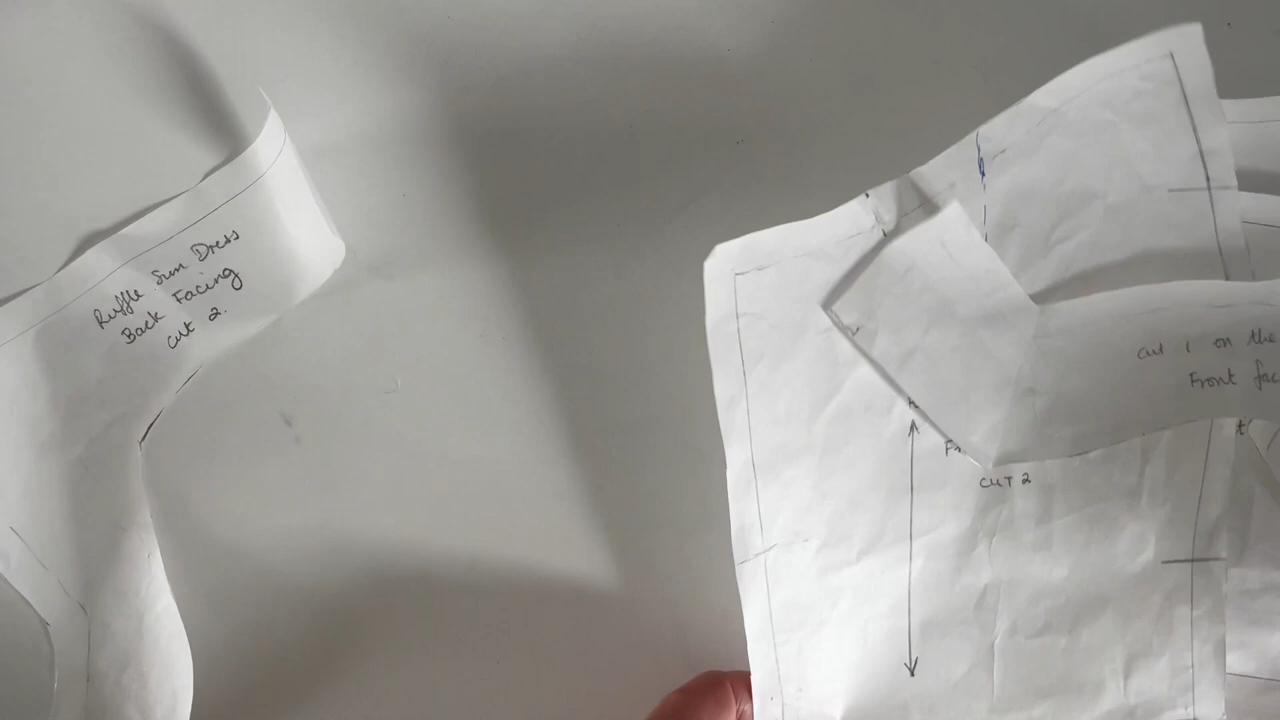 Ruffle Sun Dress
Back Facing
cut 2.
cut 1 on the
Front fac
CUT 2